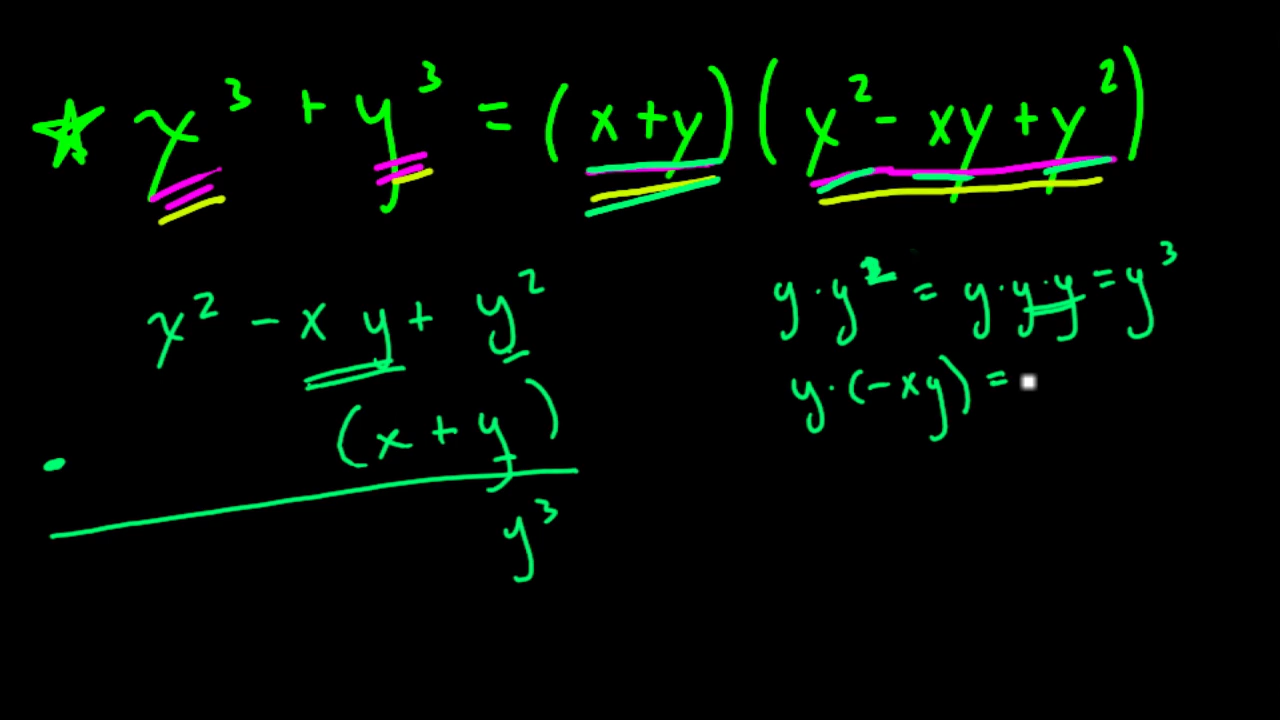 ★ x³ + y³ = (x + y)(x² - xy + y²)
x² - xy + y²
· (x + y)
y³
y · y² = y · y · y = y³
y · (-xy) =